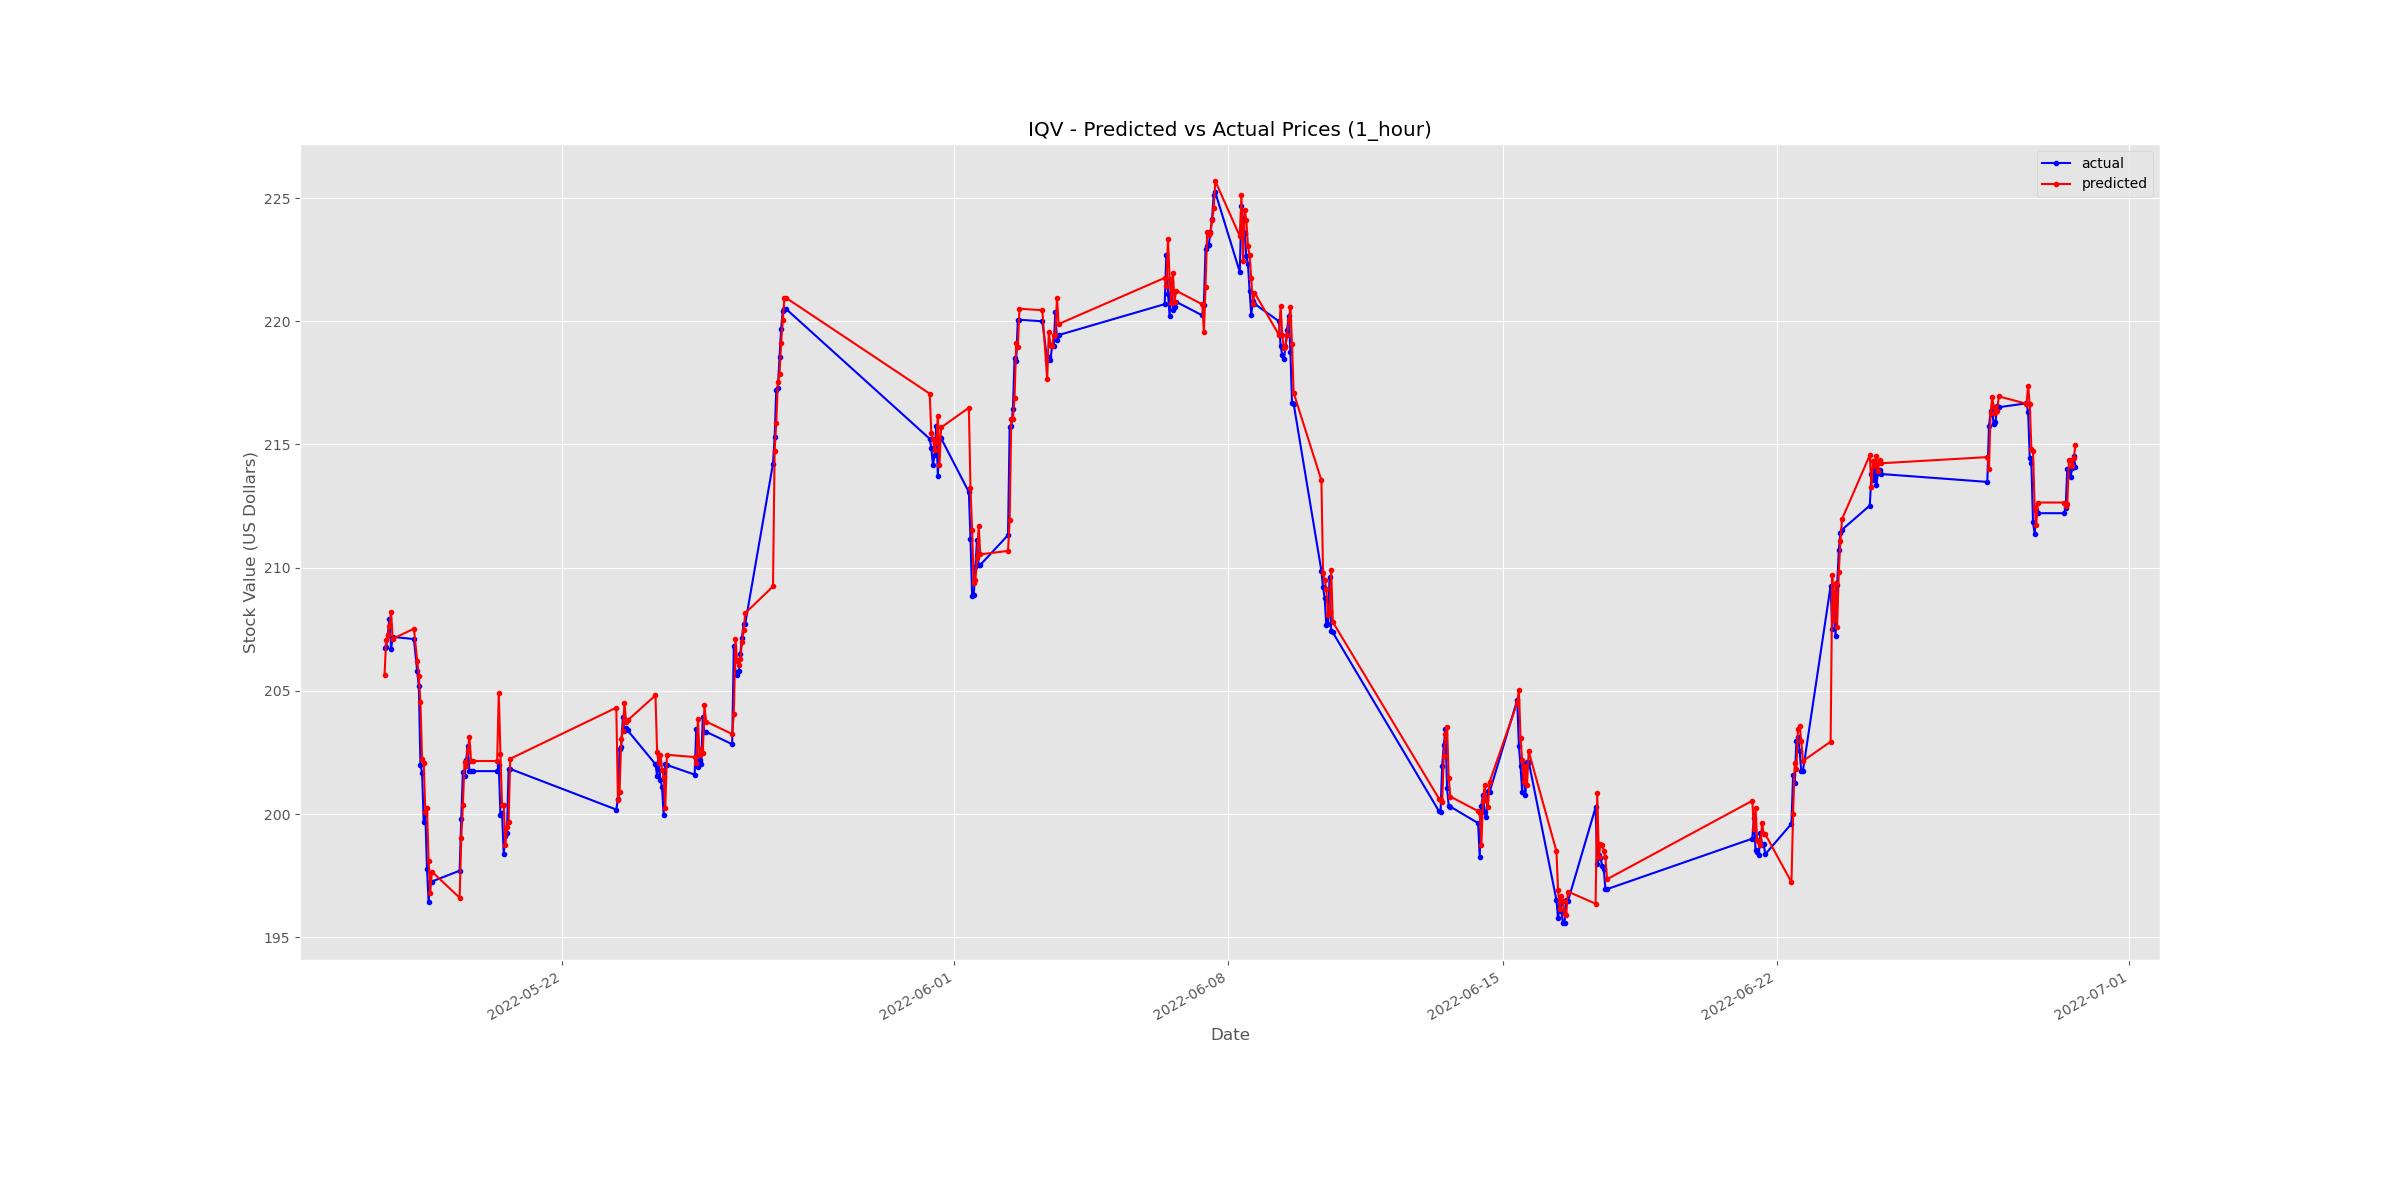 IQV - Predicted vs Actual Prices (1_hour)
actual
predicted
Stock Value (US Dollars)
225
220
215
210
205
200
195
2022-05-22
2022-06-01
2022-06-08
2022-06-15
2022-06-22
2022-07-01
Date